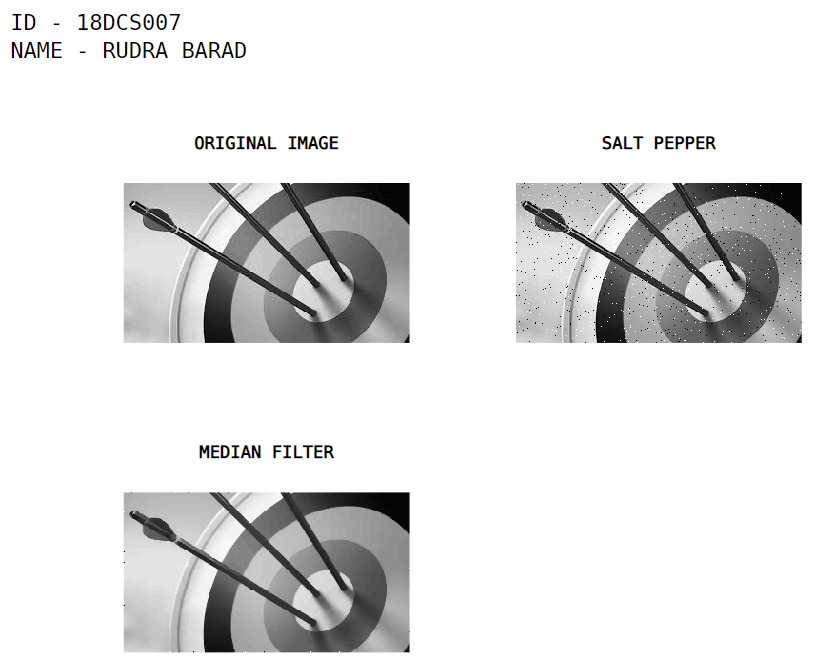 ID - 18DCS007
NAME - RUDRA BARAD
ORIGINAL IMAGE
SALT PEPPER
MEDIAN FILTER